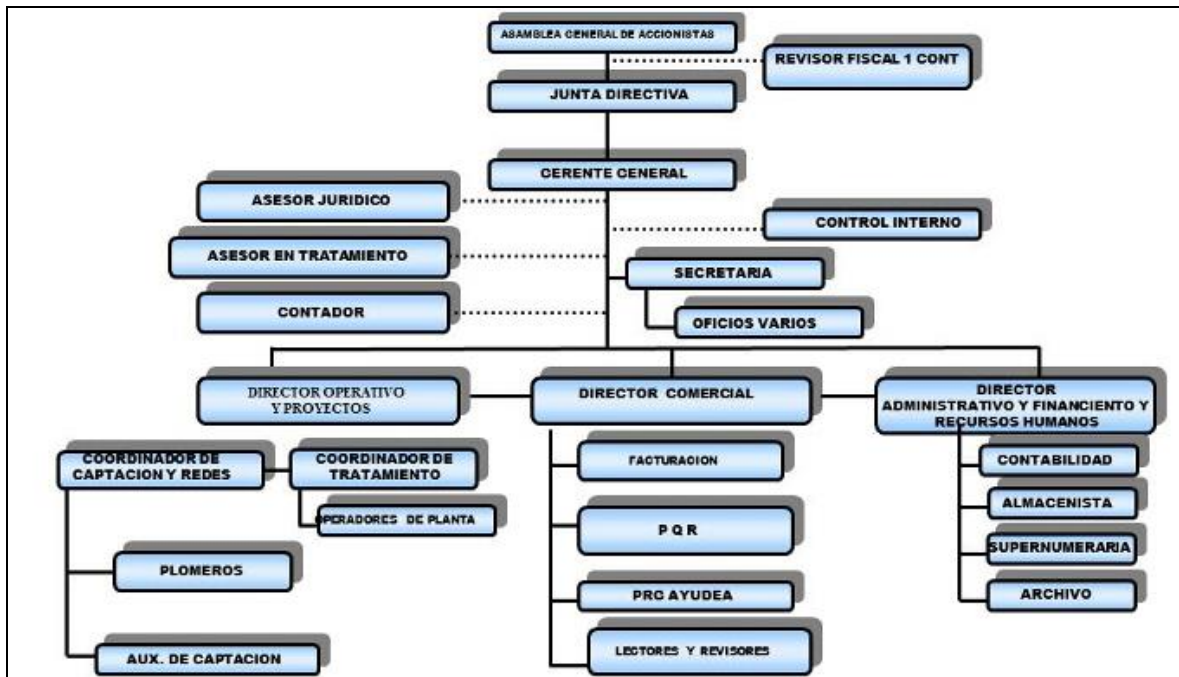 ASAMBLEA GENERAL DE ACCIONISTAS
REVISOR FISCAL 1 CONT
JUNTA DIRECTIVA
GERENTE GENERAL
ASESOR JURIDICO
CONTROL INTERNO
ASESOR EN TRATAMIENTO
SECRETARIA
CONTADOR
OFICIOS VARIOS
DIRECTOR OPERATIVO
Y PROYECTOS
DIRECTOR COMERCIAL
DIRECTOR
ADMINISTRATIVO Y FINANCIENTO Y
RECURSOS HUMANOS
COORDINADOR DE
CAPTACION Y REDES
COORDINADOR DE
TRATAMIENTO
OPERADORES DE PLANTA
PLOMEROS
AUX. DE CAPTACION
FACTURACION
P Q R
PRG AYUDEA
LECTORES Y REVISORES
CONTABILIDAD
ALMACENISTA
SUPERNUMERARIA
ARCHIVO